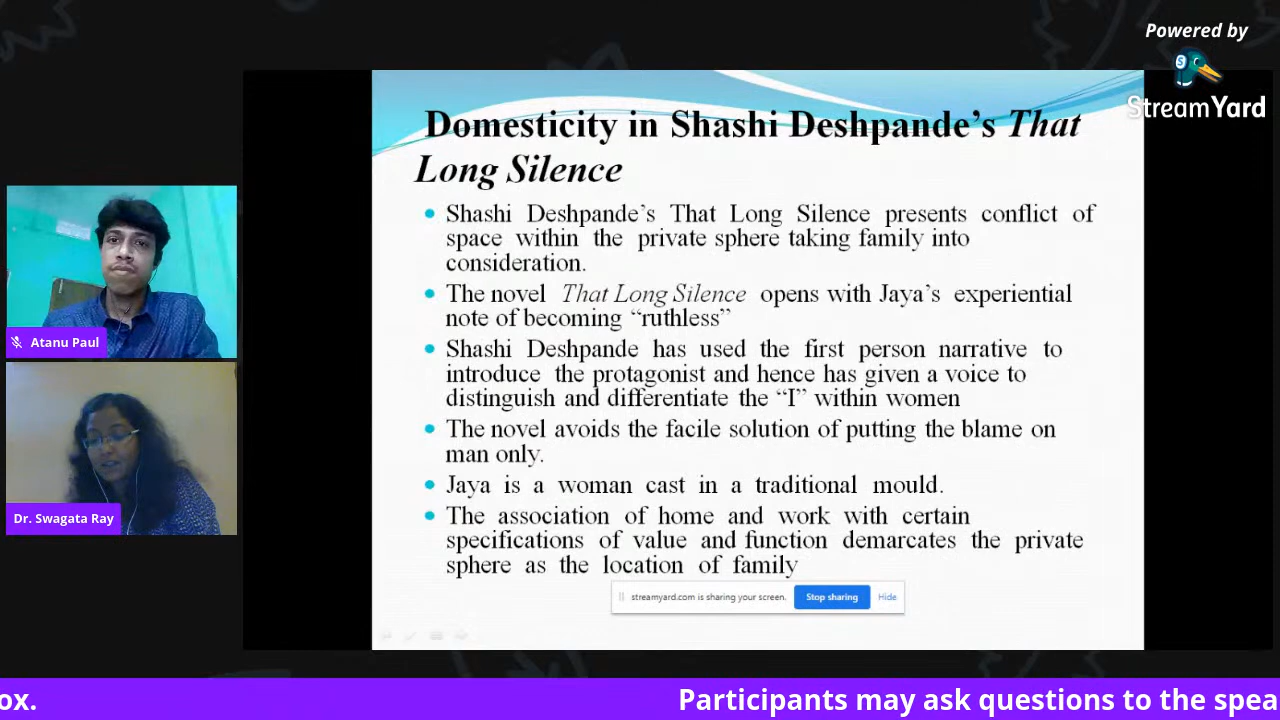 Powered by
StreamYard
Domesticity in Shashi Deshpande's That
Long Silence
Shashi Deshpande's That Long Silence presents conflict of
space within the private sphere taking family into
consideration.
The novel That Long Silence opens with Jaya's experiential
note of becoming “ruthless”
Shashi Deshpande has used the first person narrative to
introduce the protagonist and hence has given a voice to
distinguish and differentiate the “I” within women
The novel avoids the facile solution of putting the blame on
man only.
Jaya is a woman cast in a traditional mould.
The association of home and work with certain
specifications of value and function demarcates the private
sphere as the location of family
streamyard.com is sharing your screen. Stop sharing Hide
Atanu Paul
Dr. Swagata Ray
ox. Participants may ask questions to the spea